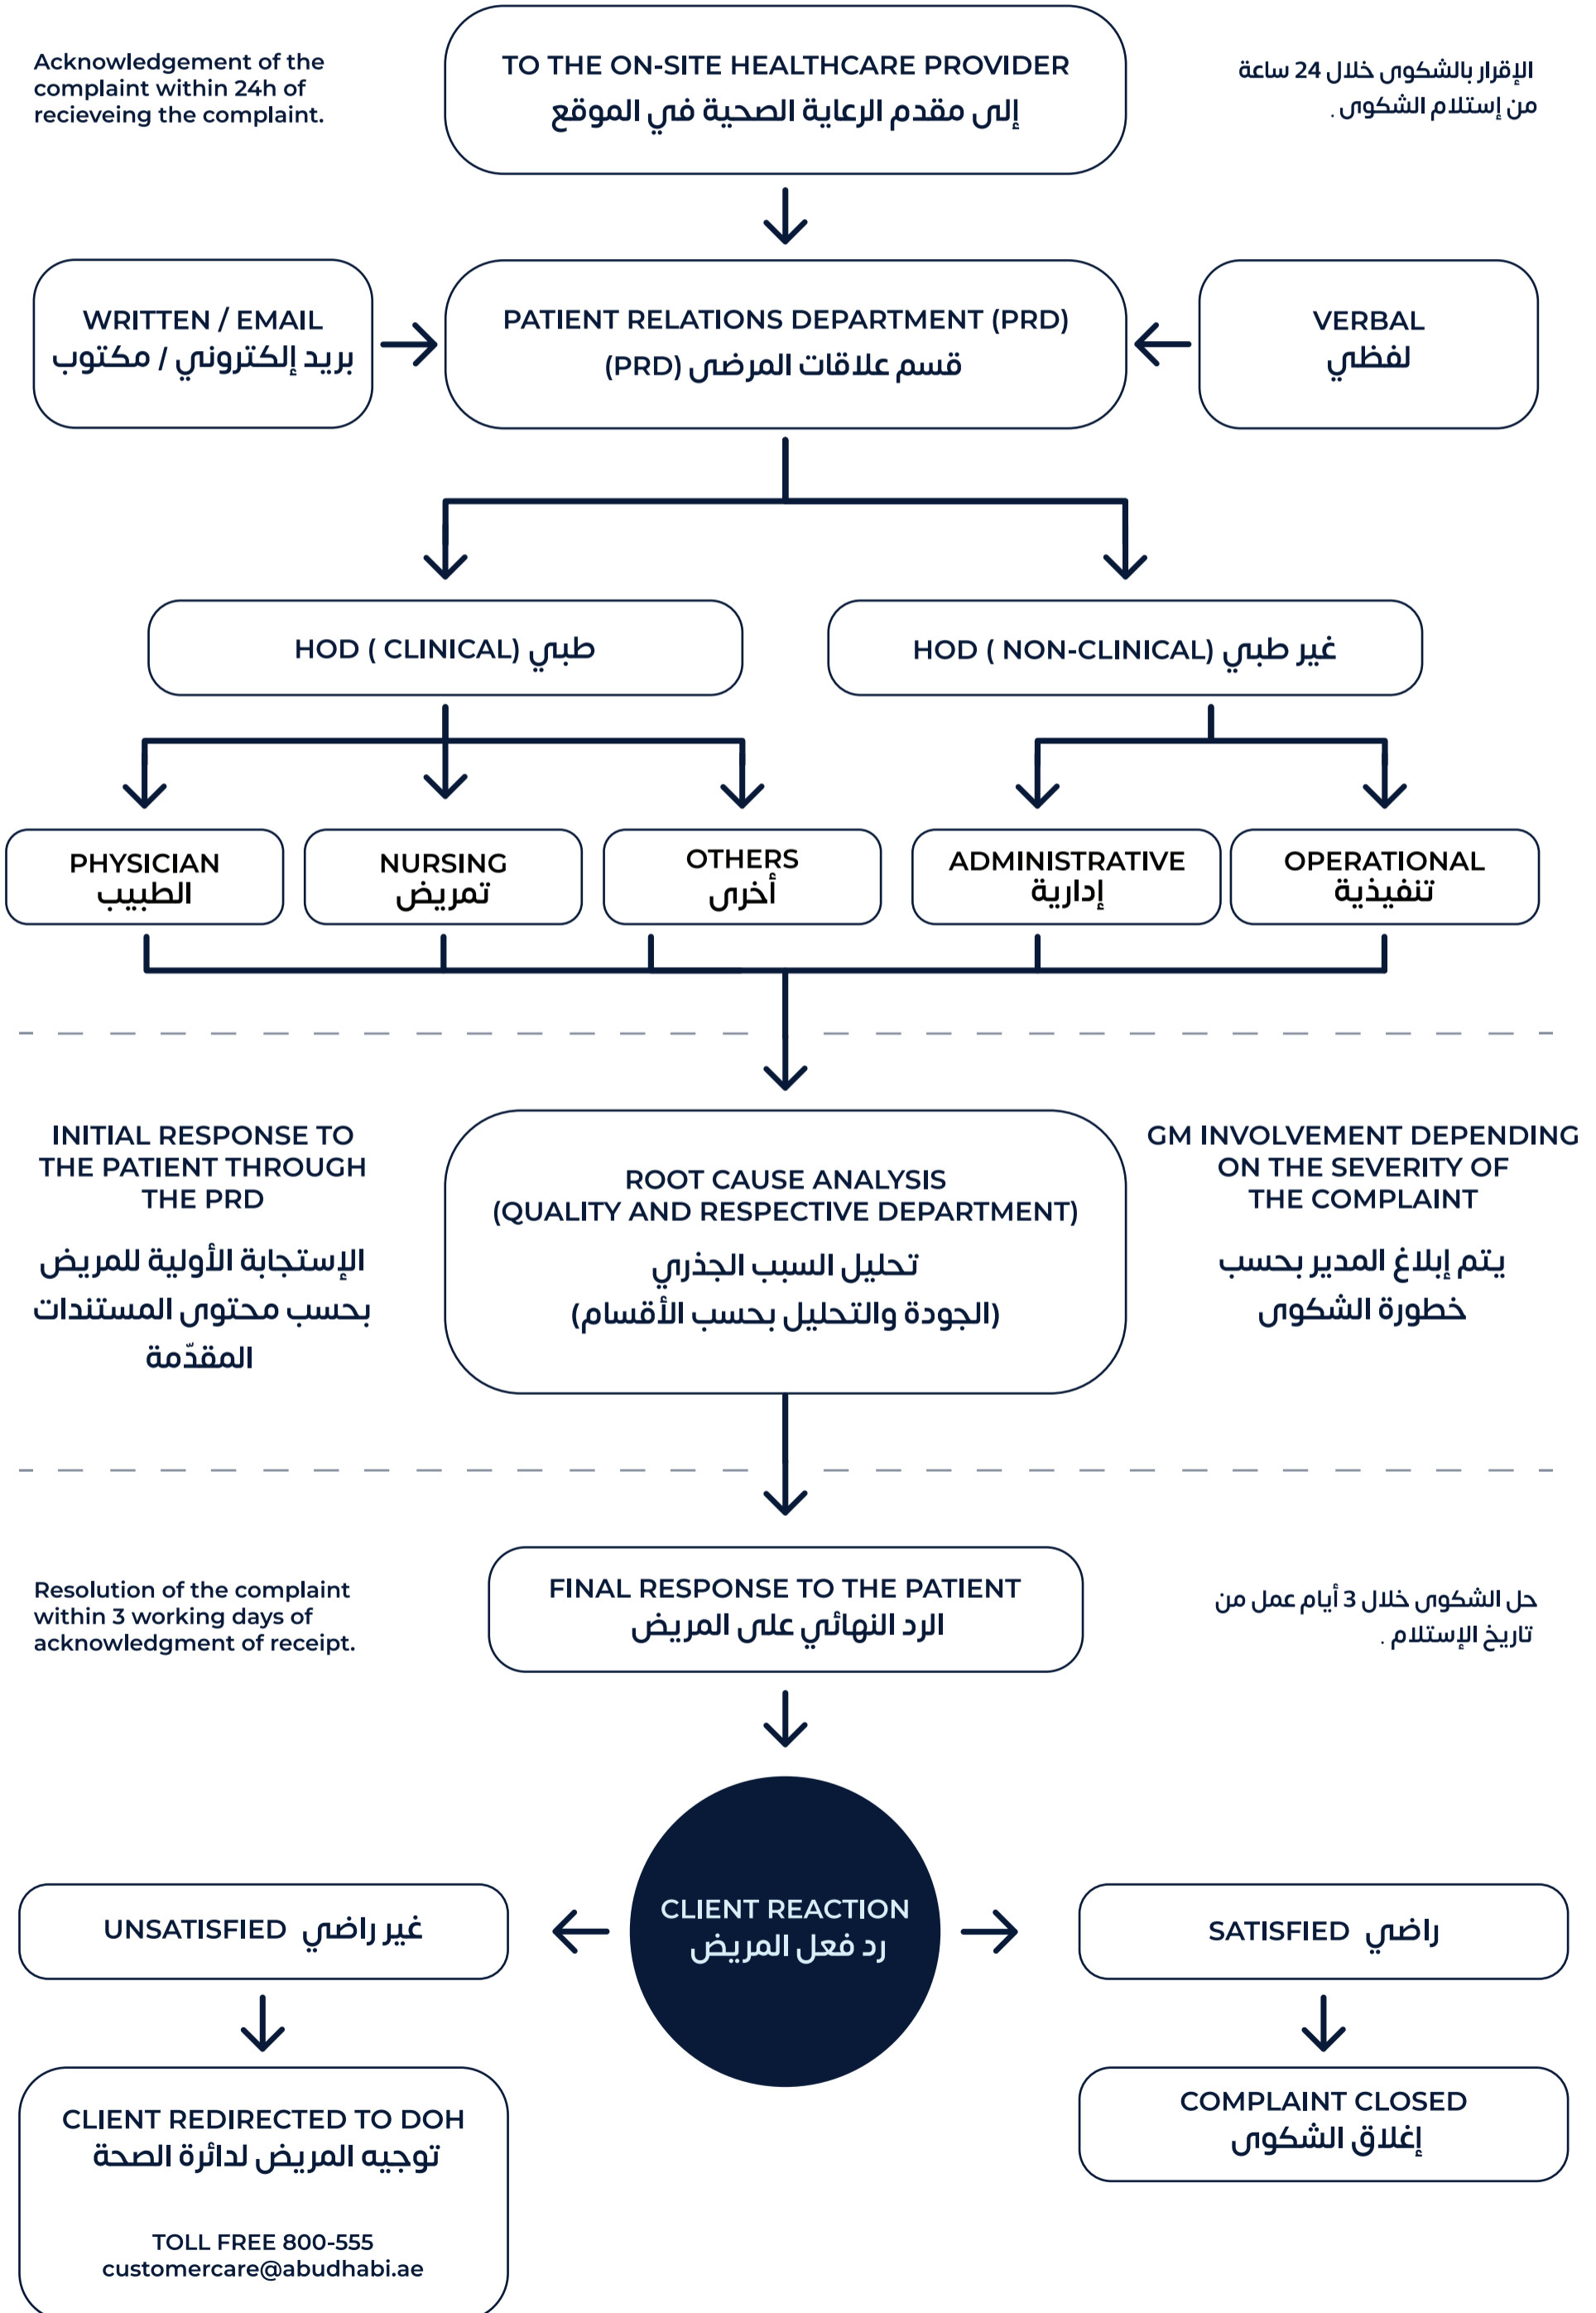 Acknowledgement of the
complaint within 24h of
recieveing the complaint.
TO THE ON-SITE HEALTHCARE PROVIDER
إلى مقدم الرعاية الصحية في الموقع
الإقرار بالشكوى خلال 24 ساعة
من إستلام الشكوى .
WRITTEN / EMAIL
بريد إلكتروني / مكتوب
PATIENT RELATIONS DEPARTMENT (PRD)
قسم علاقات المرضى (PRD)
VERBAL
لفظي
HOD ( CLINICAL) طبي
HOD ( NON-CLINICAL) غير طبي
PHYSICIAN
الطبيب
NURSING
تمريض
OTHERS
أخرى
ADMINISTRATIVE
إدارية
OPERATIONAL
تنفيذية
INITIAL RESPONSE TO
THE PATIENT THROUGH
THE PRD
الإستجابة الأولية للمريض
بحسب محتوى المستندات
المقدّمة
ROOT CAUSE ANALYSIS
(QUALITY AND RESPECTIVE DEPARTMENT)
تحليل السبب الجذري
(الجودة والتحليل بحسب الأقسام)
GM INVOLVEMENT DEPENDING
ON THE SEVERITY OF
THE COMPLAINT
يتم إبلاغ المدير بحسب
خطورة الشكوى
Resolution of the complaint
within 3 working days of
acknowledgment of receipt.
FINAL RESPONSE TO THE PATIENT
الرد النهائي على المريض
حل الشكوى خلال 3 أيام عمل من
تاريخ الإستلام .
CLIENT REACTION
رد فعل المريض
UNSATISFIED غير راضي
SATISFIED راضي
CLIENT REDIRECTED TO DOH
توجيه المريض لدائرة الصحة
TOLL FREE 800-555
customercare@abudhabi.ae
COMPLAINT CLOSED
إغلاق الشكوى